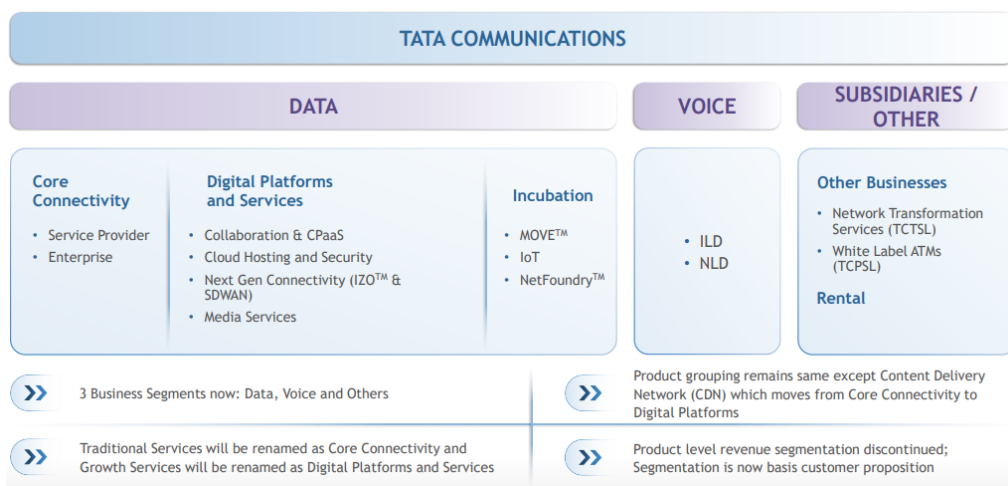 TATA COMMUNICATIONS
DATA
VOICE
SUBSIDIARIES /
OTHER
Core
Connectivity
• Service Provider
• Enterprise
Digital Platforms
and Services
• Collaboration & CPaaS
• Cloud Hosting and Security
• Next Gen Connectivity (IZO™ &
SDWAN)
• Media Services
Incubation
• MOVE™
• IoT
• NetFoundry™
• ILD
• NLD
Other Businesses
• Network Transformation
Services (TCTSL)
• White Label ATMs
(TCPSL)
Rental
3 Business Segments now: Data, Voice and Others
Product grouping remains same except Content Delivery
Network (CDN) which moves from Core Connectivity to
Digital Platforms
Traditional Services will be renamed as Core Connectivity and
Growth Services will be renamed as Digital Platforms and Services
Product level revenue segmentation discontinued;
Segmentation is now basis customer proposition